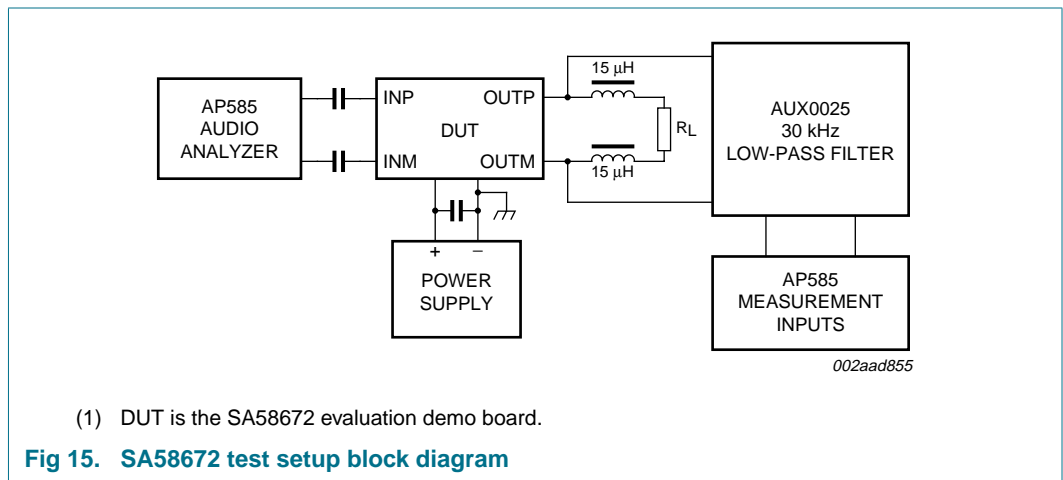 AP585
AUDIO
ANALYZER
INP
INM
DUT
OUTP
OUTM
15 μH
RL
15 μH
AUX0025
30 kHz
LOW-PASS FILTER
+ −
POWER
SUPPLY
AP585
MEASUREMENT
INPUTS
002aad855
(1) DUT is the SA58672 evaluation demo board.
Fig 15. SA58672 test setup block diagram